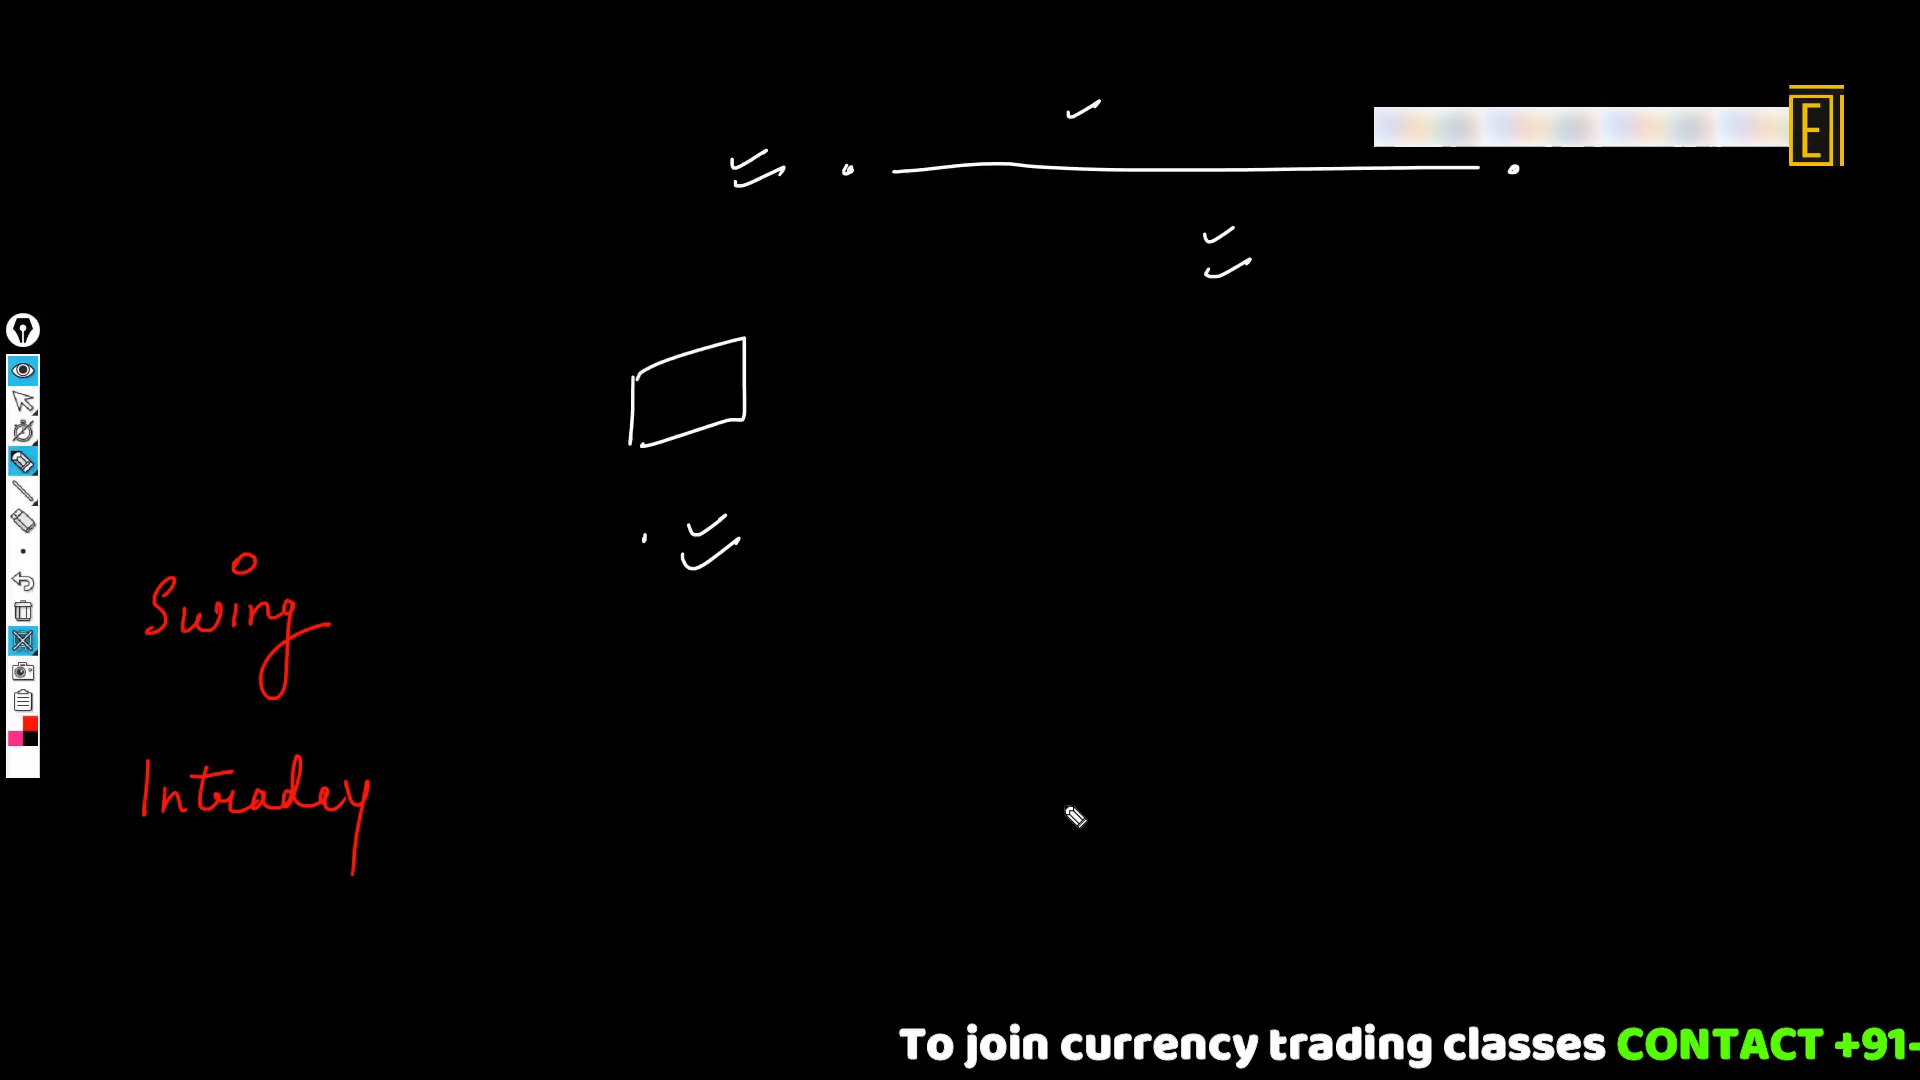 E
Swing
Intraday
To join currency trading classes CONTACT +91-